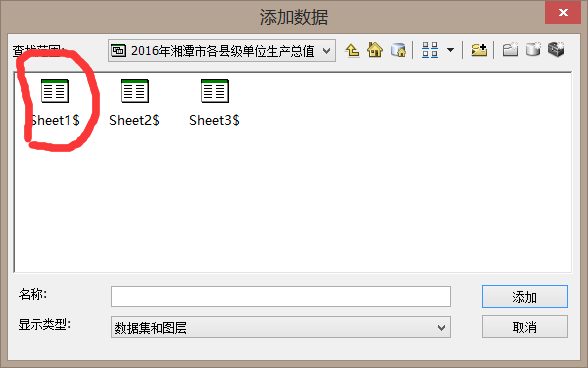 添加数据
查找范围:
2016年湘潭市各县级单位生产总值
Sheet1$ Sheet2$ Sheet3$
名称:
添加
显示类型:
数据集和图层
取消